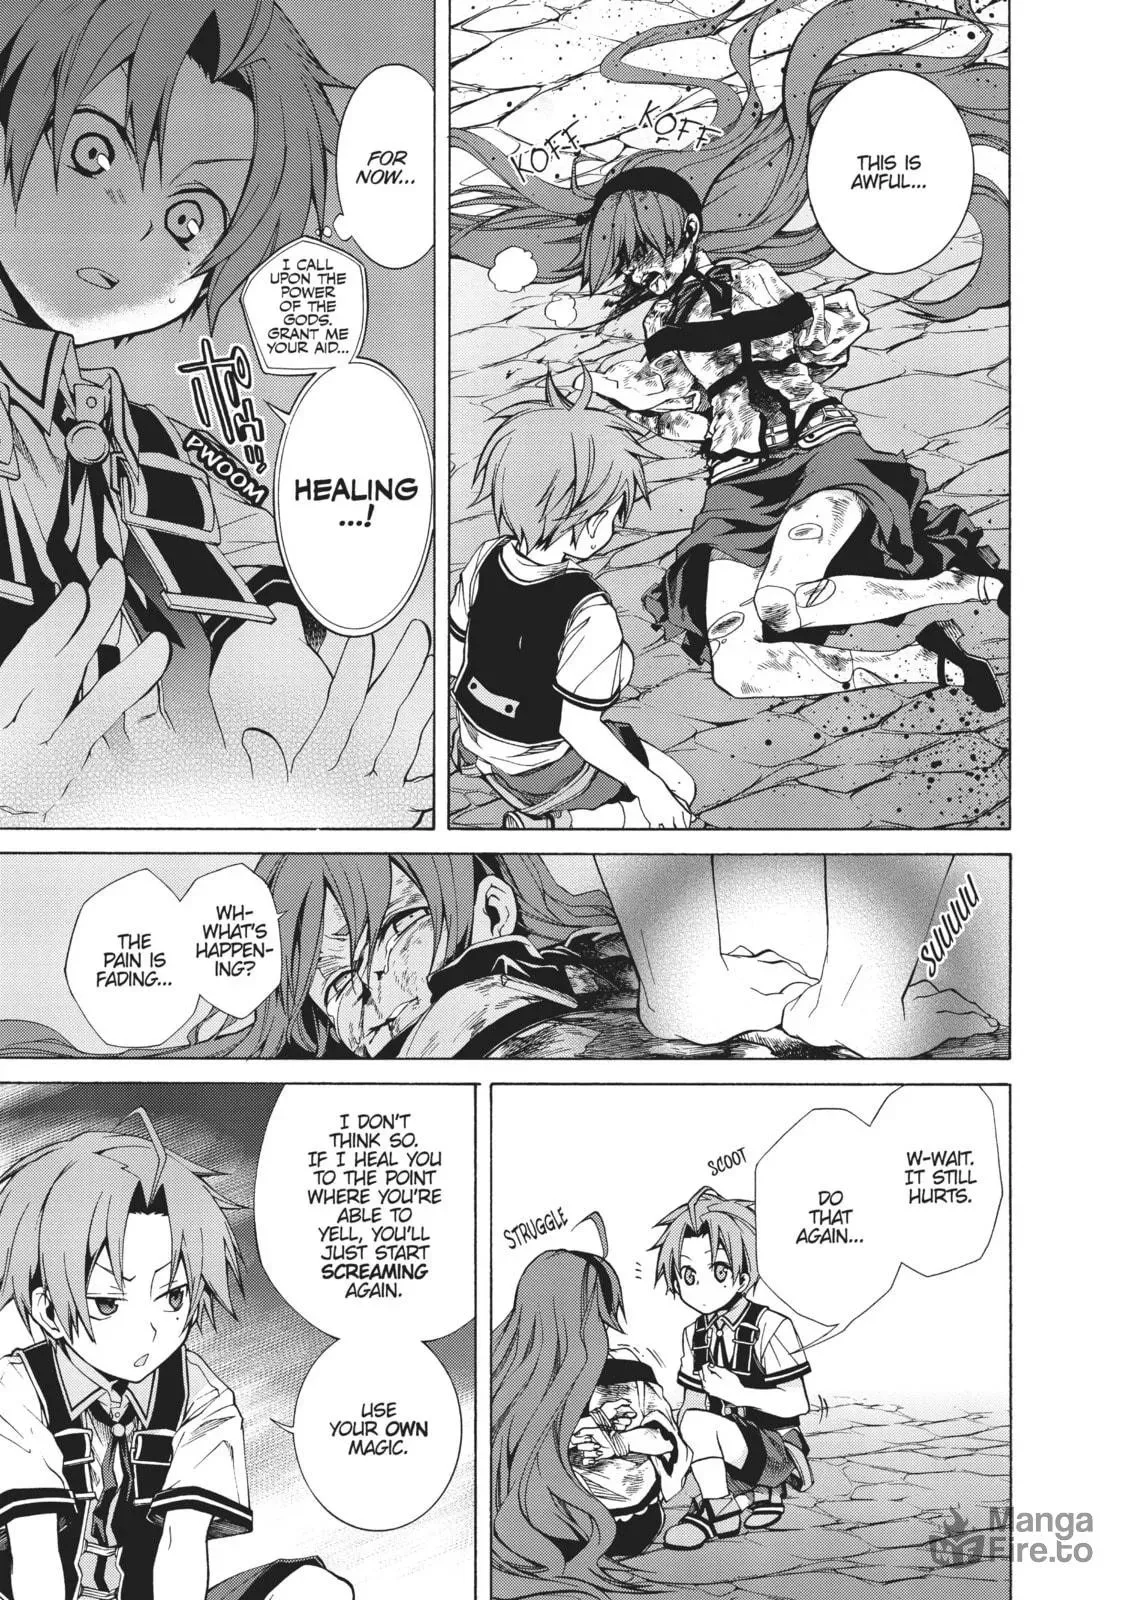 THIS IS
AWFUL...
KOFF
KOFF
FOR
NOW...
I CALL
UPON THE
POWER
OF THE
GODS.
GRANT ME
YOUR AID...
PWOOM
HEALING
...!
SUUUUU
WH-
WHAT'S
HAPPEN-
ING?
THE
PAIN IS
FADING...
W-WAIT.
IT STILL
HURTS.
DO
THAT
AGAIN...
SCOOT
STRUGGLE
I DON'T
THINK SO.
IF I HEAL YOU
TO THE POINT
WHERE YOU'RE
ABLE TO
YELL, YOU'LL
JUST START
SCREAMING
AGAIN.
USE
YOUR OWN
MAGIC.
Manga
Fire.to